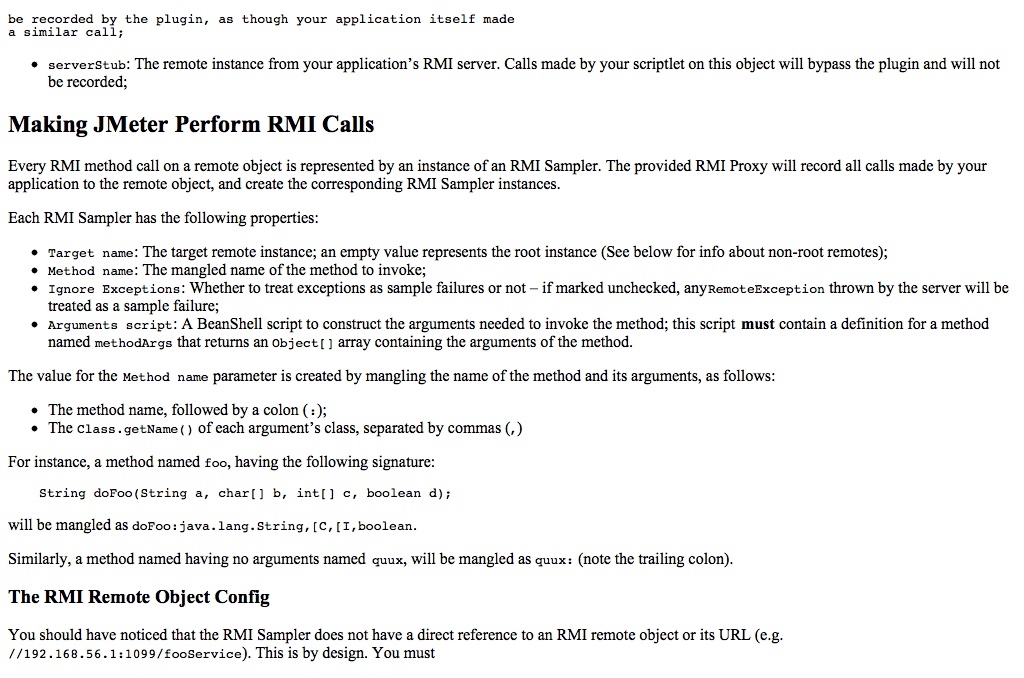 be recorded by the plugin, as though your application itself made
a similar call;
• serverStub: The remote instance from your application’s RMI server. Calls made by your scriptlet on this object will bypass the plugin and will not
be recorded;
Making JMeter Perform RMI Calls
Every RMI method call on a remote object is represented by an instance of an RMI Sampler. The provided RMI Proxy will record all calls made by your
application to the remote object, and create the corresponding RMI Sampler instances.
Each RMI Sampler has the following properties:
• Target name: The target remote instance; an empty value represents the root instance (See below for info about non-root remotes);
• Method name: The mangled name of the method to invoke;
• Ignore Exceptions: Whether to treat exceptions as sample failures or not – if marked unchecked, anyRemoteException thrown by the server will be
treated as a sample failure;
• Arguments script: A BeanShell script to construct the arguments needed to invoke the method; this script must contain a definition for a method
named methodArgs that returns an Object[] array containing the arguments of the method.
The value for the Method name parameter is created by mangling the name of the method and its arguments, as follows:
• The method name, followed by a colon (:);
• The Class.getName() of each argument’s class, separated by commas (,)
For instance, a method named foo, having the following signature:
String doFoo(String a, char[] b, int[] c, boolean d);
will be mangled as doFoo:java.lang.String,[C,[I,boolean.
Similarly, a method named having no arguments named quux, will be mangled as quux: (note the trailing colon).
The RMI Remote Object Config
You should have noticed that the RMI Sampler does not have a direct reference to an RMI remote object or its URL (e.g.
//192.168.56.1:1099/fooService). This is by design. You must